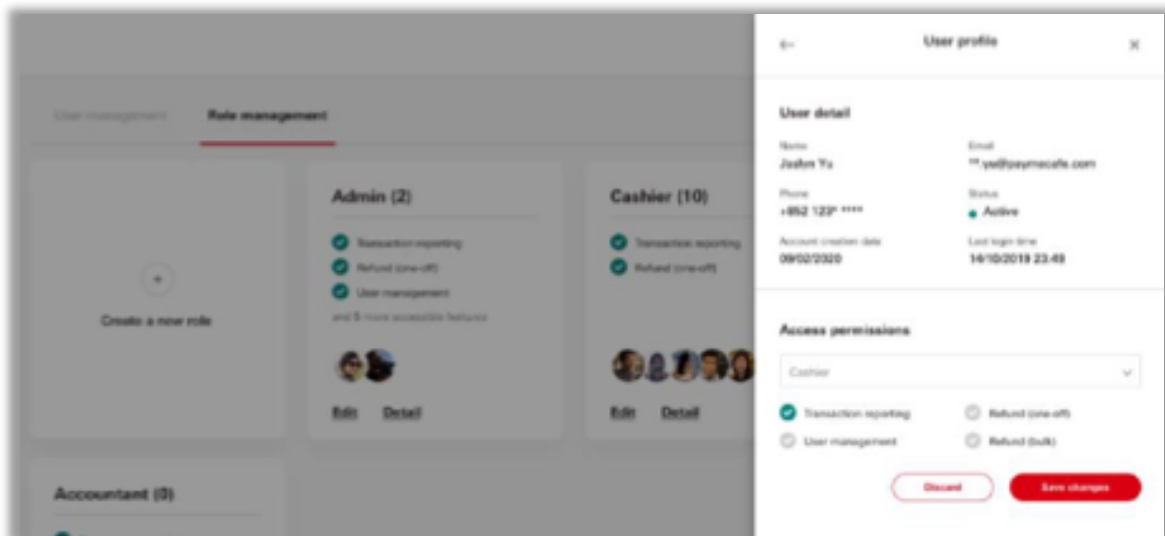 User profile
User management Role management
User detail
Name Email
Yu **.yu@paymecafe.com
Admin (2) Cashier (10)
Phone Status
+852 123* **** Active
Transaction reporting Transaction reporting
Account creation date Last login time
Refund (one-off) Refund (one-off)
09/02/2020 14/10/2019 23:48
User management
and 5 more accessible features
Create a new role
Access permissions
Cashier
Edit Detail Edit Detail
Transaction reporting Refund (one-off)
User management Refund (bulk)
Accountant (0)
Discard Save changes